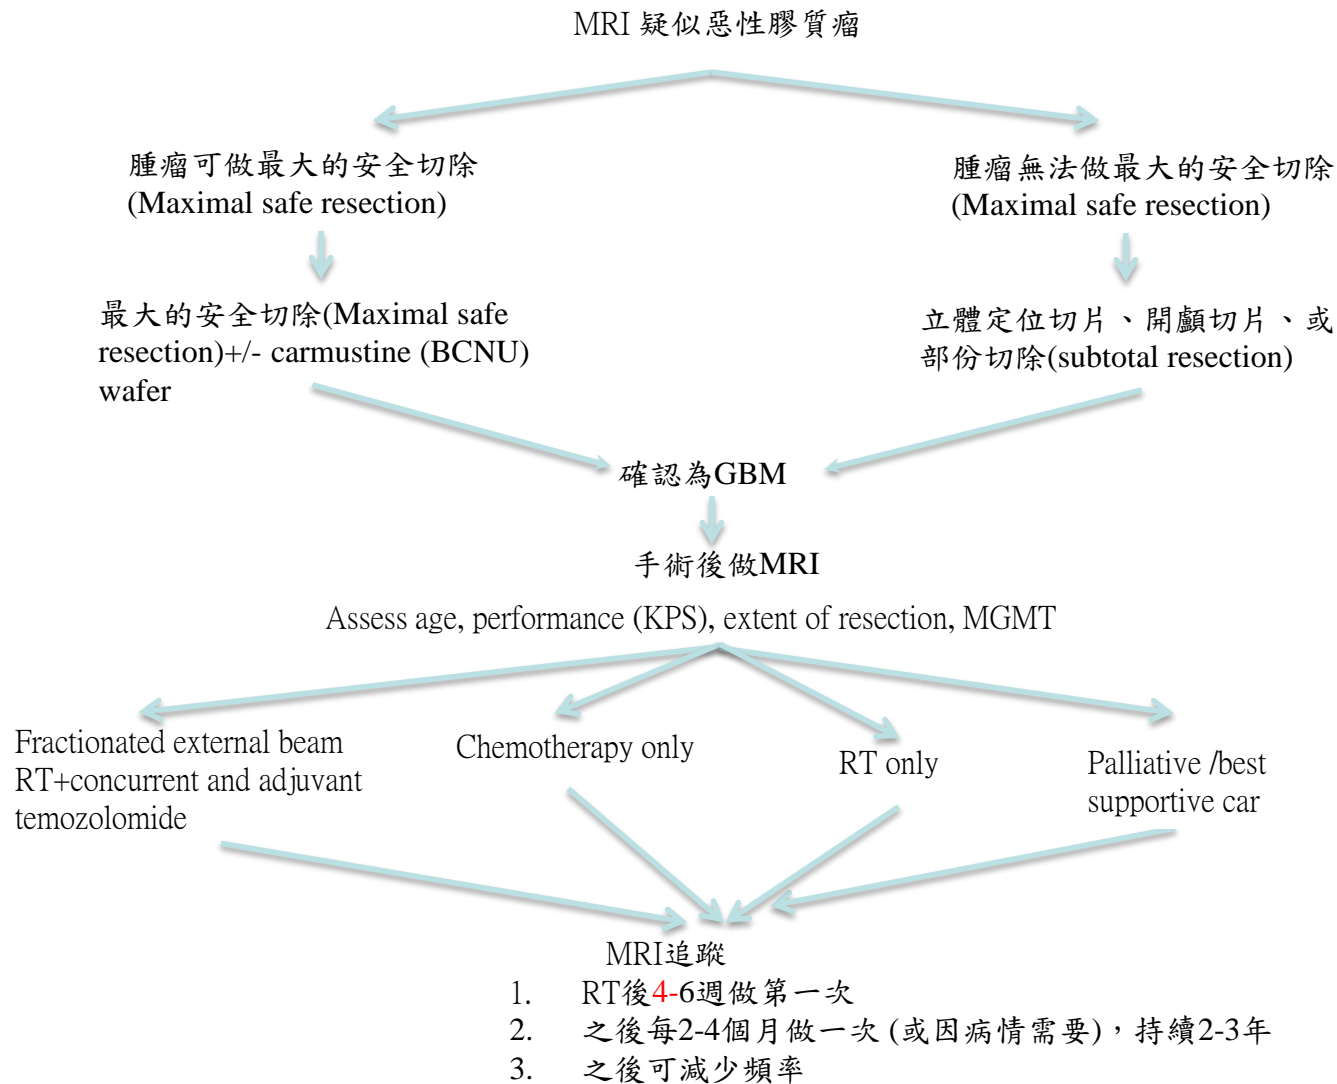 MRI 疑似惡性膠質瘤
腫瘤可做最大的安全切除
(Maximal safe resection)
腫瘤無法做最大的安全切除
(Maximal safe resection)
最大的安全切除(Maximal safe
resection)+/- carmustine (BCNU)
wafer
立體定位切片、開顱切片、或
部份切除(subtotal resection)
確認為GBM
手術後做MRI
Assess age, performance (KPS), extent of resection, MGMT
Fractionated external beam
RT+concurrent and adjuvant
temozolomide
Chemotherapy only
RT only
Palliative /best
supportive car
MRI追蹤
1. RT後4-6週做第一次
2. 之後每2-4個月做一次 (或因病情需要)，持續2-3年
3. 之後可減少頻率